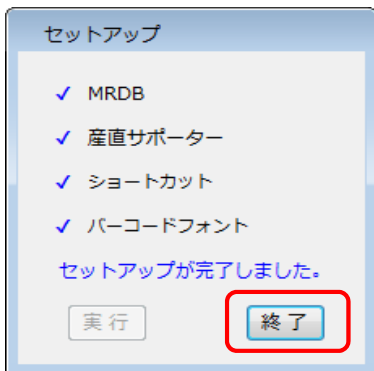 セットアップ
✓ MRDB
✓ 産直サポーター
✓ ショートカット
✓ バーコードフォント
セットアップが完了しました。
実行 終了